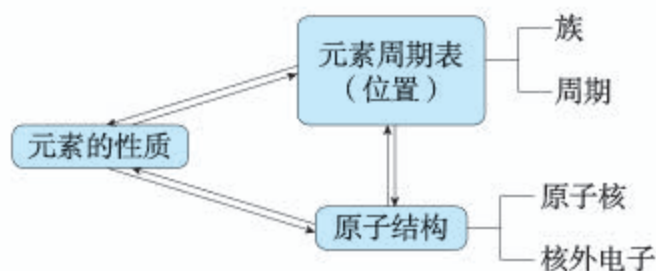 族
元素周期表
（位置）
周期
元素的性质
原子核
原子结构
核外电子